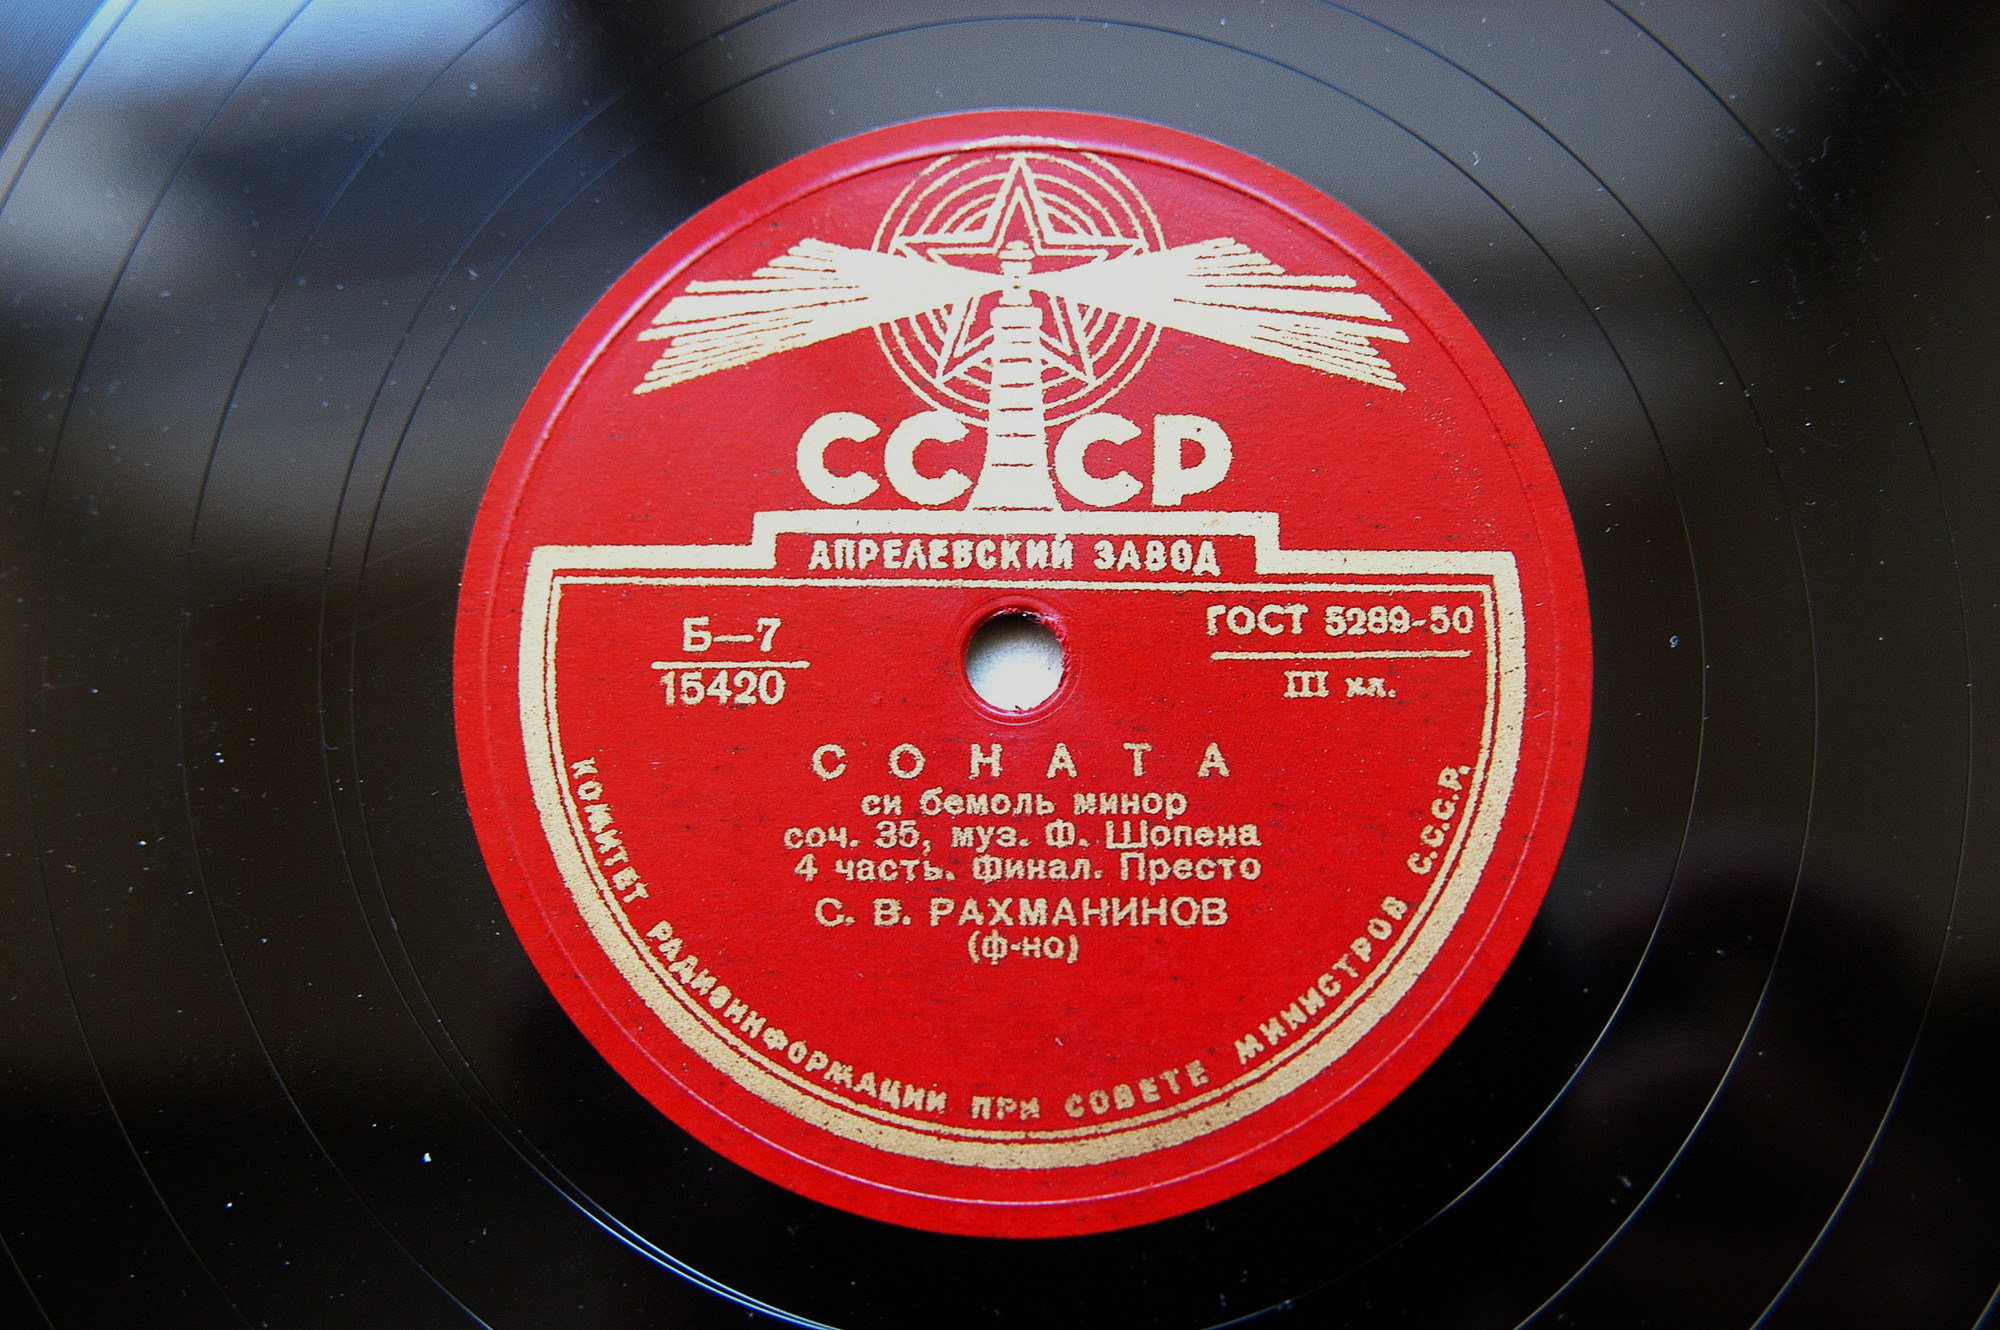 СССР
АПРЕЛЕВСКИЙ ЗАВОД
Б—7
15420
ГОСТ 5289-50
III кл.
СОНАТА
си бемоль минор
соч. 35, муз. Ф. Шопена
4 часть. Финал. Престо
С. В. РАХМАНИНОВ
(ф-но)
КОМИТЕТ РАДИОИНФОРМАЦИИ ПРИ СОВЕТЕ МИНИСТРОВ С.С.С.Р.